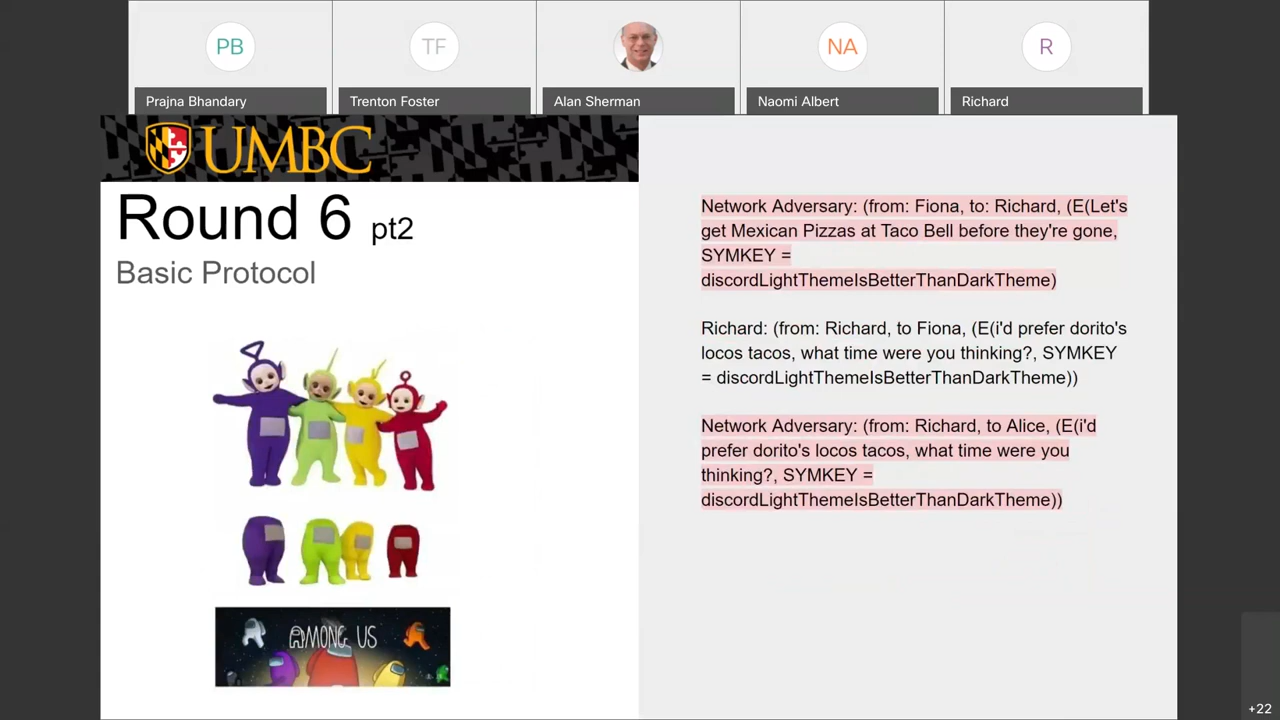 PB
TF
NA
R
Prajna Bhandary
Trenton Foster
Alan Sherman
Naomi Albert
Richard
UMBC
Round 6 pt2
Basic Protocol
AMONG US
Network Adversary: (from: Fiona, to: Richard, (E(Let's
get Mexican Pizzas at Taco Bell before they're gone,
SYMKEY =
discordLightThemeIsBetterThanDarkTheme)
Richard: (from: Richard, to Fiona, (E(i'd prefer dorito's
locos tacos, what time were you thinking?, SYMKEY
= discordLightThemeIsBetterThanDarkTheme))
Network Adversary: (from: Richard, to Alice, (E(i'd
prefer dorito's locos tacos, what time were you
thinking?, SYMKEY =
discordLightThemeIsBetterThanDarkTheme))
+22